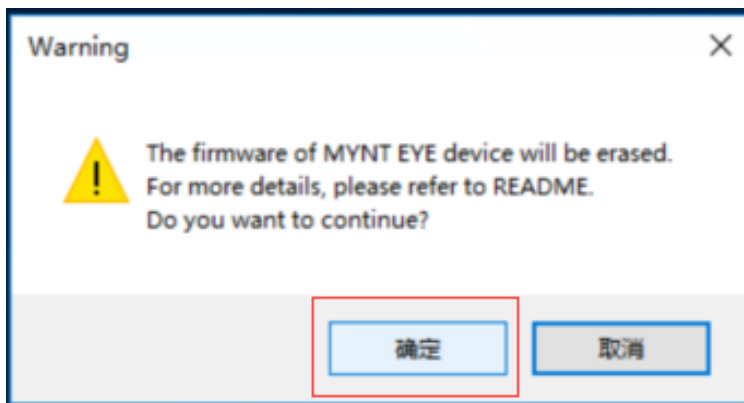 Warning
The firmware of MYNT EYE device will be erased.
For more details, please refer to README.
Do you want to continue?
确定
取消